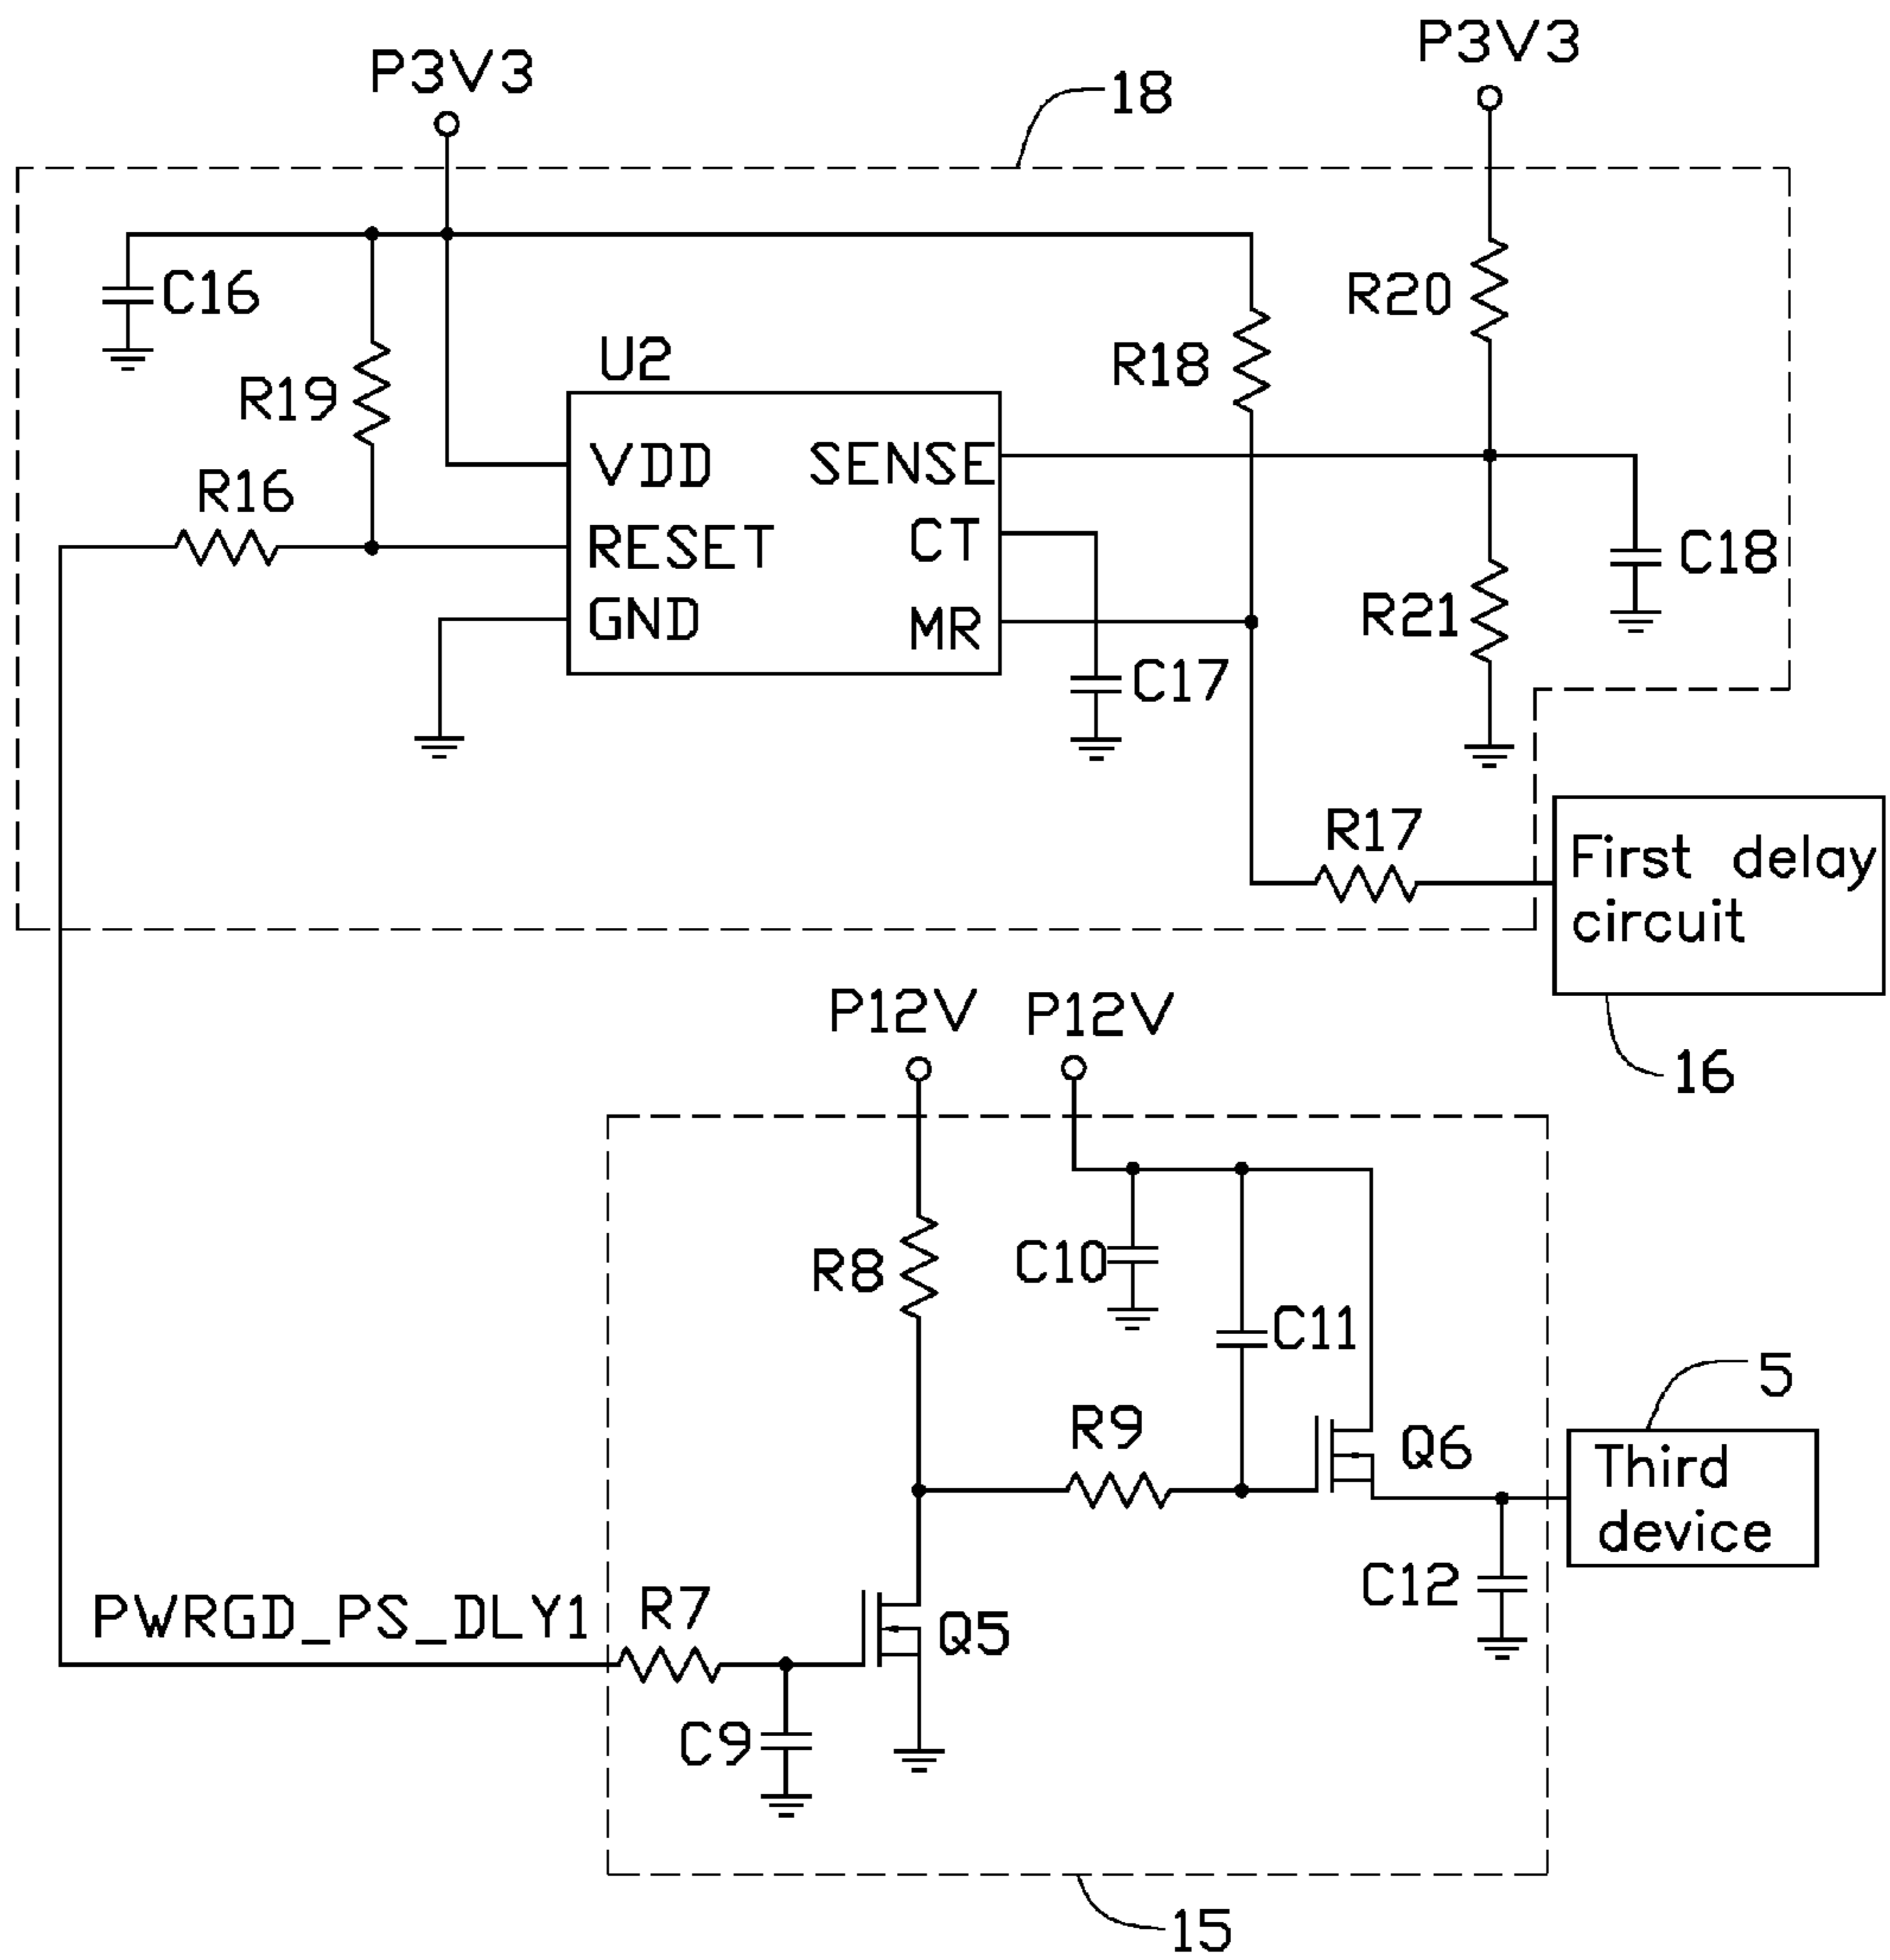 P3V3
P3V3
18
C16
R20
U2
R18
R19
VDD
SENSE
R16
RESET
CT
C18
GND
MR
R21
C17
R17
First delay
circuit
P12V
P12V
16
R8
C10
C11
5
R9
Q6
Third
device
C12
PWRGD_PS_DLY1
R7
Q5
C9
15